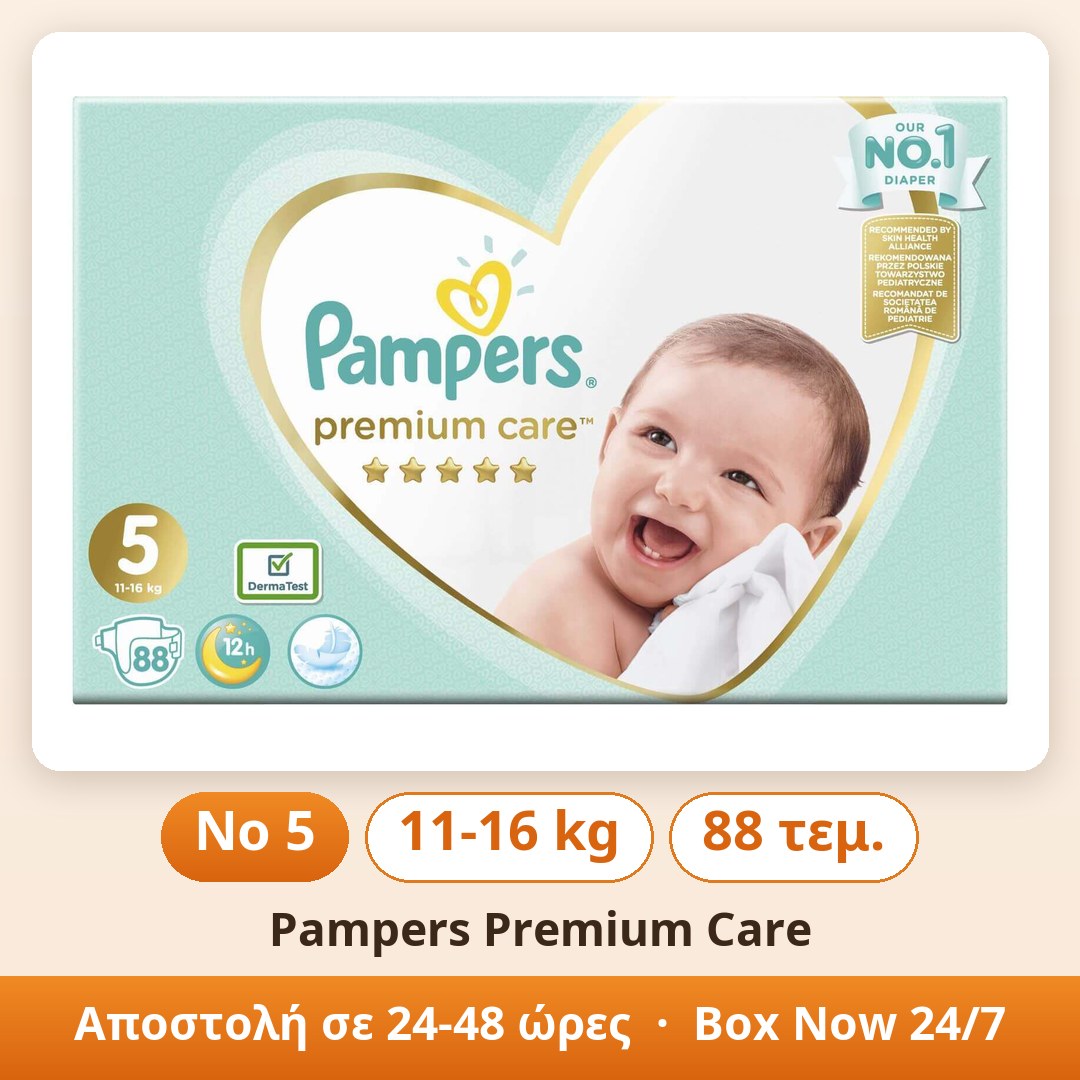 OUR
NO.1
DIAPER
RECOMMENDED BY
SKIN HEALTH
ALLIANCE
REKOMENDOWANA
PRZEZ POLSKIE
TOWARZYSTWO
PEDIATRYCZNE
RECOMANDAT DE
SOCIETATEA
ROMÂNĂ DE
PEDIATRIE
Pampers®
premium care™
5
11-16 kg
DermaTest
88
12h
No 5
11-16 kg
88 τεμ.
Pampers Premium Care
Αποστολή σε 24-48 ώρες · Box Now 24/7